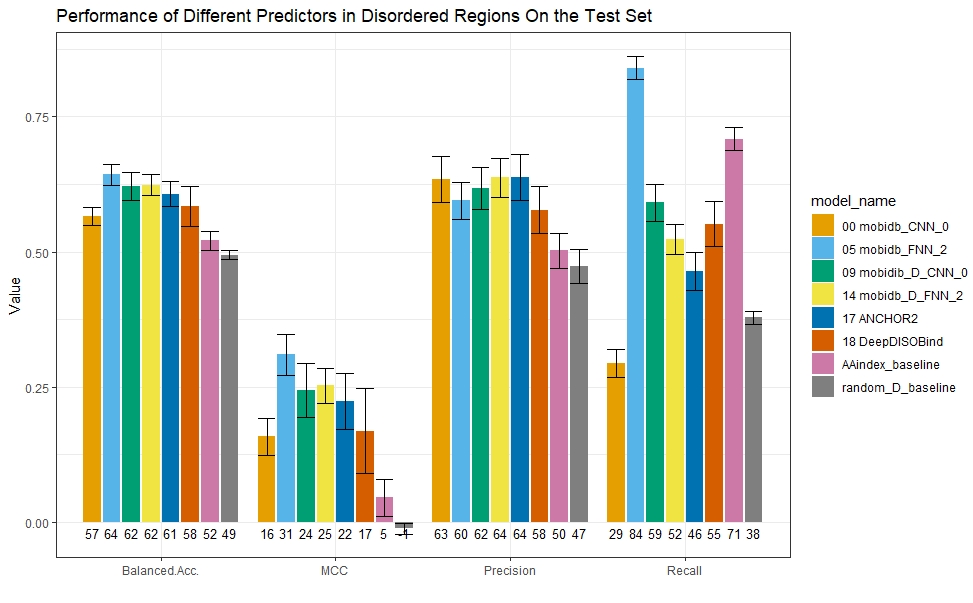 Performance of Different Predictors in Disordered Regions On the Test Set
Value
0.75
0.50
0.25
0.00
57 64 62 62 61 58 52 49
16 31 24 25 22 17 5 -1
63 60 62 64 64 58 50 47
29 84 59 52 46 55 71 38
Balanced.Acc.
MCC
Precision
Recall
model_name
00 mobidb_CNN_0
05 mobidb_FNN_2
09 mobidib_D_CNN_0
14 mobidb_D_FNN_2
17 ANCHOR2
18 DeepDISOBind
AAindex_baseline
random_D_baseline